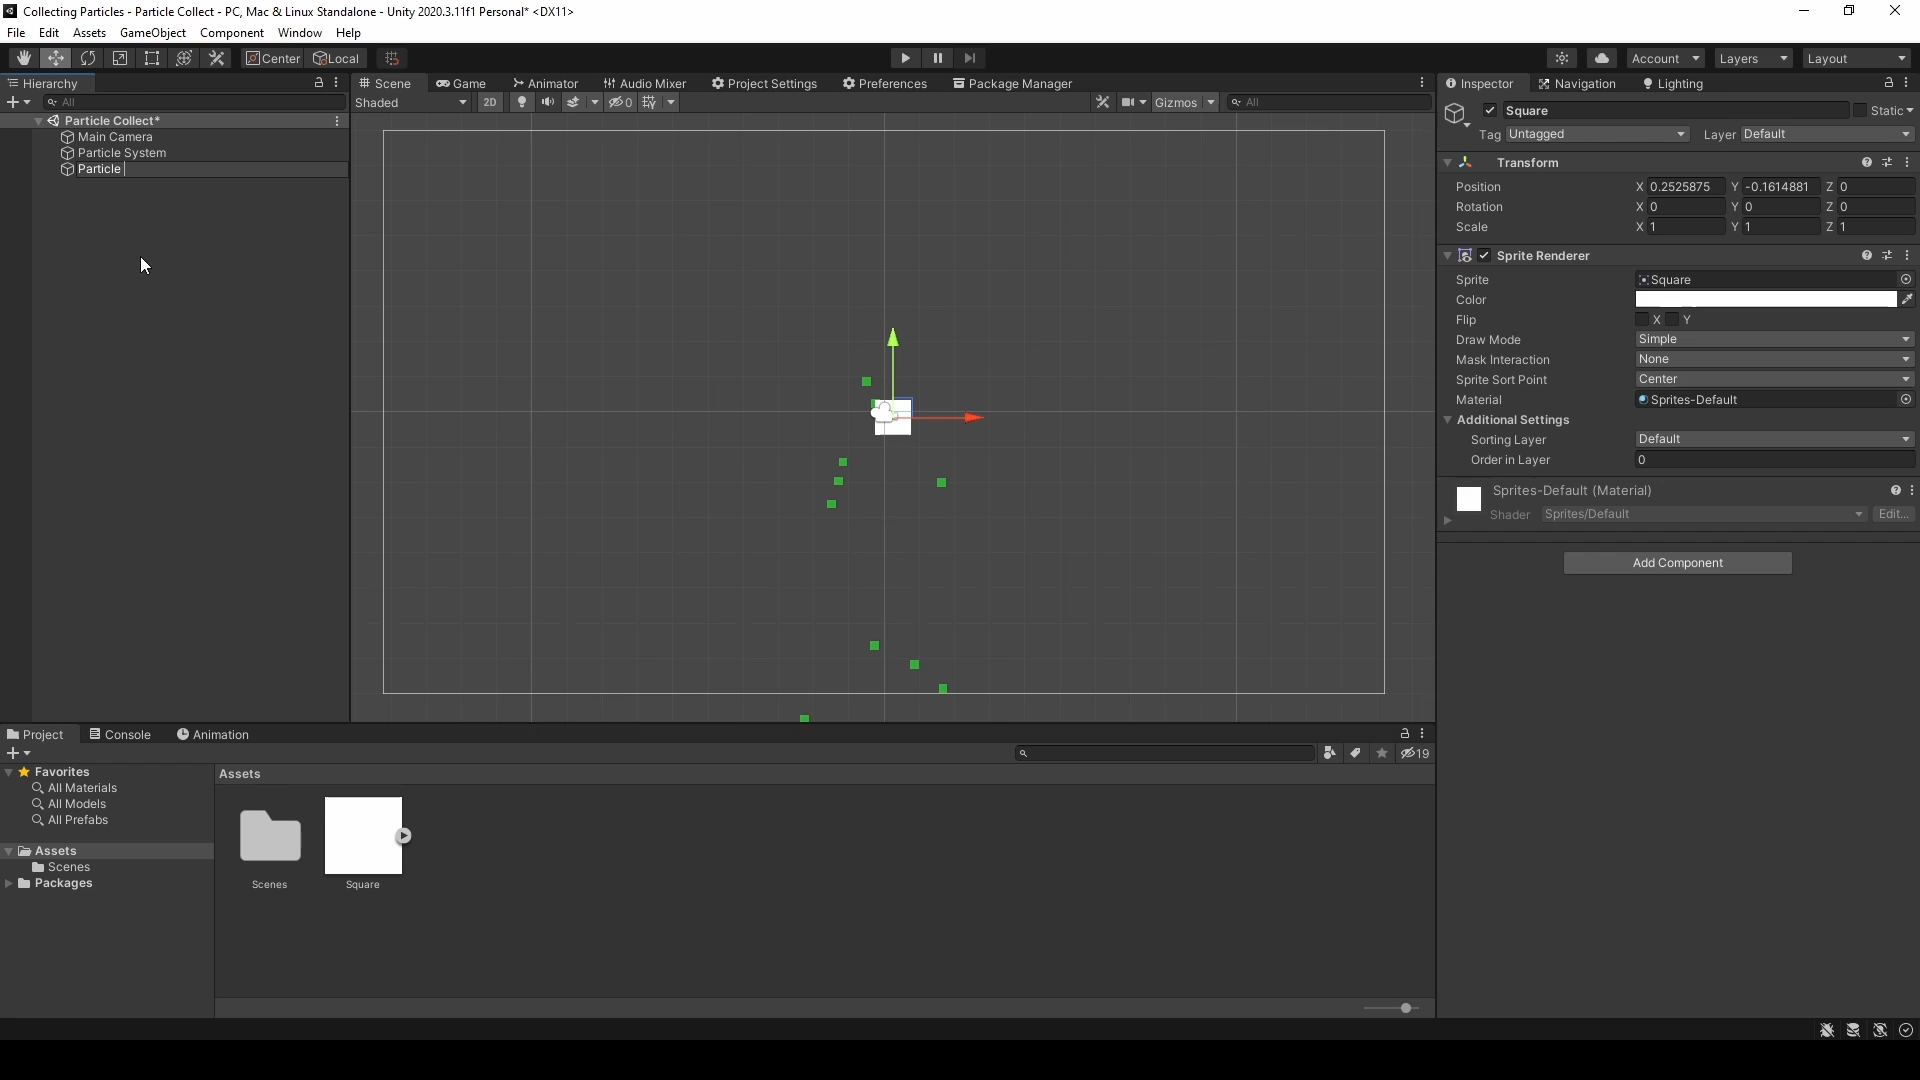 Collecting Particles - Particle Collect - PC, Mac & Linux Standalone - Unity 2020.3.11f1 Personal* <DX11>
File Edit Assets GameObject Component Window Help
Center Local Account Layers Layout
Hierarchy
All
Particle Collect*
Main Camera
Particle System
Particle
Scene Game Animator Audio Mixer Project Settings Preferences Package Manager
Shaded 2D 0 Gizmos All
Inspector Navigation Lighting
Square Static
Tag Untagged Layer Default
Transform
Position X 0.2525875 Y -0.1614881 Z 0
Rotation X 0 Y 0 Z 0
Scale X 1 Y 1 Z 1
Sprite Renderer
Sprite Square
Color
Flip X Y
Draw Mode Simple
Mask Interaction None
Sprite Sort Point Center
Material Sprites-Default
Additional Settings
Sorting Layer Default
Order in Layer 0
Sprites-Default (Material)
Shader Sprites/Default Edit...
Add Component
Project Console Animation
19
Favorites
All Materials
All Models
All Prefabs
Assets
Scenes
Packages
Assets
Scenes Square